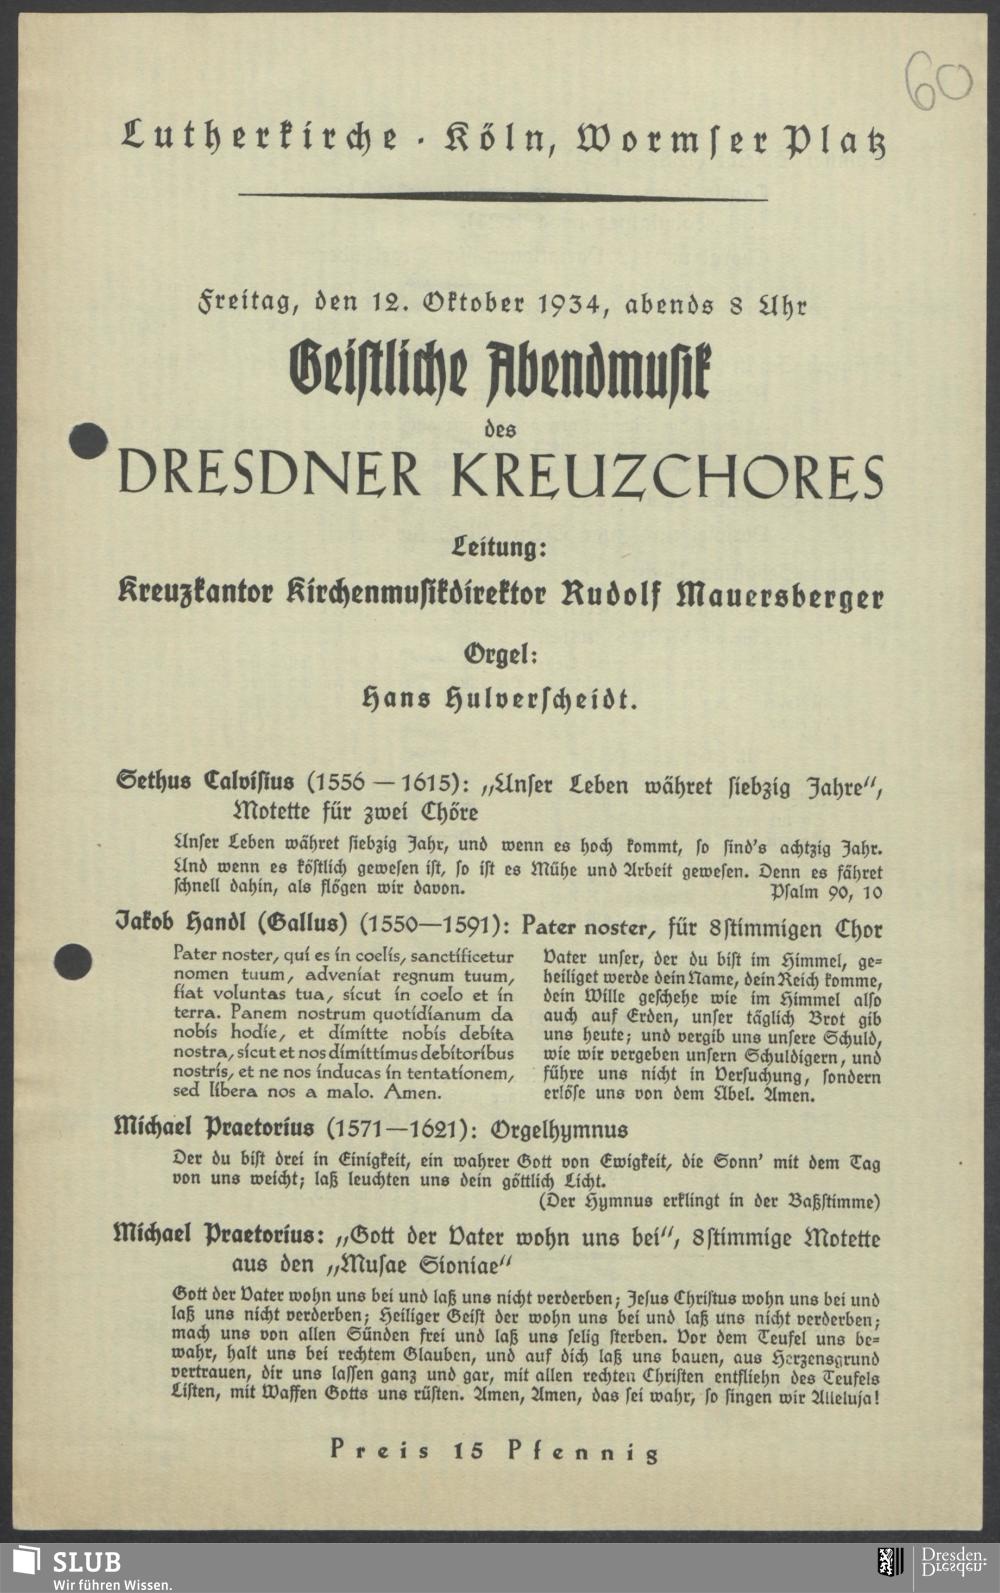 60
Lutherkirche · Köln, Wormser Platz
Freitag, den 12. Oktober 1934, abends 8 Uhr
Geistliche Abendmusik
des
DRESDNER KREUZCHORES
Leitung:
Kreuzkantor Kirchenmusikdirektor Rudolf Mauersberger
Orgel:
Hans Hulverscheidt.
Sethus Calvisius (1556 — 1615): „Unser Leben währet siebzig Jahre“,
Motette für zwei Chöre
Unser Leben währet siebzig Jahr, und wenn es hoch kommt, so sind's achtzig Jahr.
Und wenn es köstlich gewesen ist, so ist es Mühe und Arbeit gewesen. Denn es fähret
schnell dahin, als flögen wir davon. Psalm 90, 10
Jakob Handl (Gallus) (1550—1591): Pater noster, für 8stimmigen Chor
Pater noster, qui es in coelis, sanctificetur
nomen tuum, adveniat regnum tuum,
fiat voluntas tua, sicut in coelo et in
terra. Panem nostrum quotidianum da
nobis hodie, et dimitte nobis debita
nostra, sicut et nos dimittimus debitoribus
nostris, et ne nos inducas in tentationem,
sed libera nos a malo. Amen.
Vater unser, der du bist im Himmel, ge-
heiliget werde dein Name, dein Reich komme,
dein Wille geschehe wie im Himmel also
auch auf Erden, unser täglich Brot gib
uns heute; und vergib uns unsere Schuld,
wie wir vergeben unsern Schuldigern, und
führe uns nicht in Versuchung, sondern
erlöse uns von dem Übel. Amen.
Michael Praetorius (1571—1621): Orgelhymnus
Der du bist drei in Einigkeit, ein wahrer Gott von Ewigkeit, die Sonn' mit dem Tag
von uns weicht; laß leuchten uns dein göttlich Licht.
(Der Hymnus erklingt in der Baßstimme)
Michael Praetorius: „Gott der Vater wohn uns bei“, 8stimmige Motette
aus den „Musae Sioniae“
Gott der Vater wohn uns bei und laß uns nicht verderben; Jesus Christus wohn uns bei und
laß uns nicht verderben; Heiliger Geist der wohn uns bei und laß uns nicht verderben;
mach uns von allen Sünden frei und laß uns selig sterben. Vor dem Teufel uns be-
wahr, halt uns bei rechtem Glauben, und auf dich laß uns bauen, aus Herzensgrund
vertrauen, dir uns lassen ganz und gar, mit allen rechten Christen entfliehn des Teufels
Listen, mit Waffen Gotts uns rüsten. Amen, Amen, das sei wahr, so singen wir Alleluja!
Preis 15 Pfennig
SLUB
Wir führen Wissen.
Dresden.
Dresden.